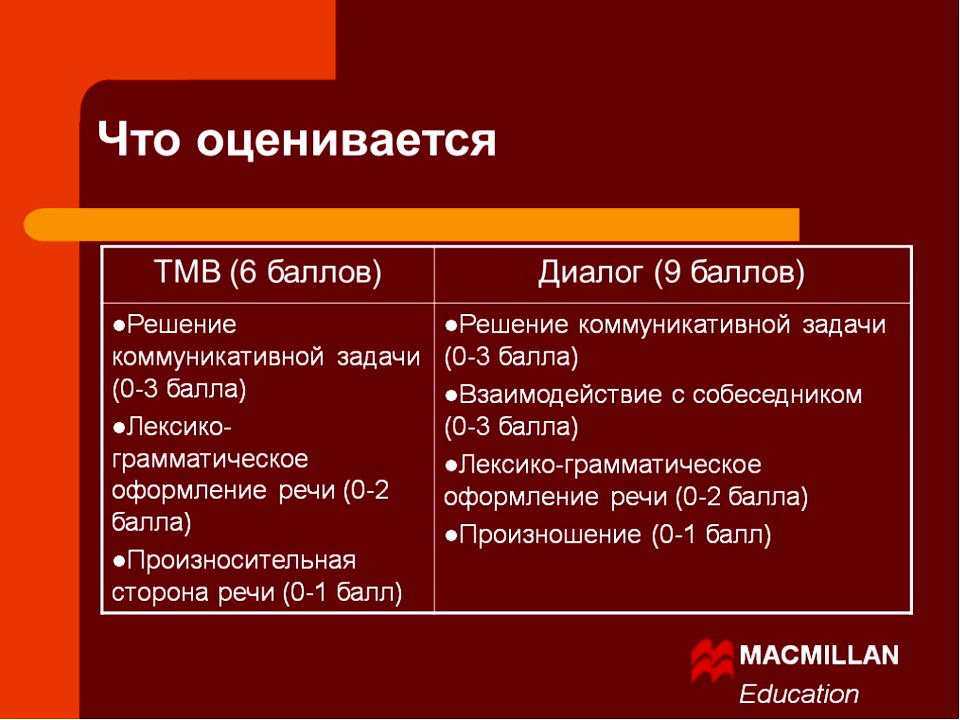 Что оценивается
ТМВ (6 баллов)
Диалог (9 баллов)
●Решение
коммуникативной задачи
(0-3 балла)
●Лексико-
грамматическое
оформление речи (0-2
балла)
●Произносительная
сторона речи (0-1 балл)
●Решение коммуникативной задачи
(0-3 балла)
●Взаимодействие с собеседником
(0-3 балла)
●Лексико-грамматическое
оформление речи (0-2 балла)
●Произношение (0-1 балл)
MACMILLAN
Education